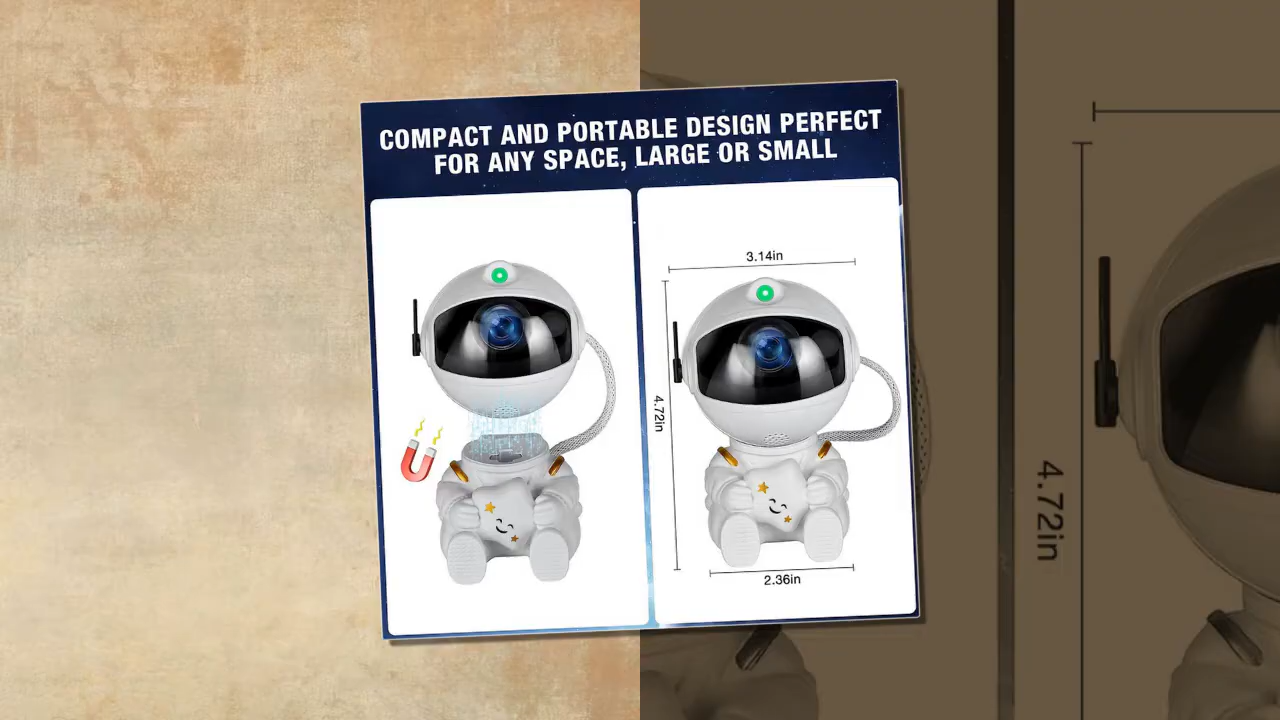 COMPACT AND PORTABLE DESIGN PERFECT
FOR ANY SPACE, LARGE OR SMALL
3.14in
4.72in
2.36in
4.72in